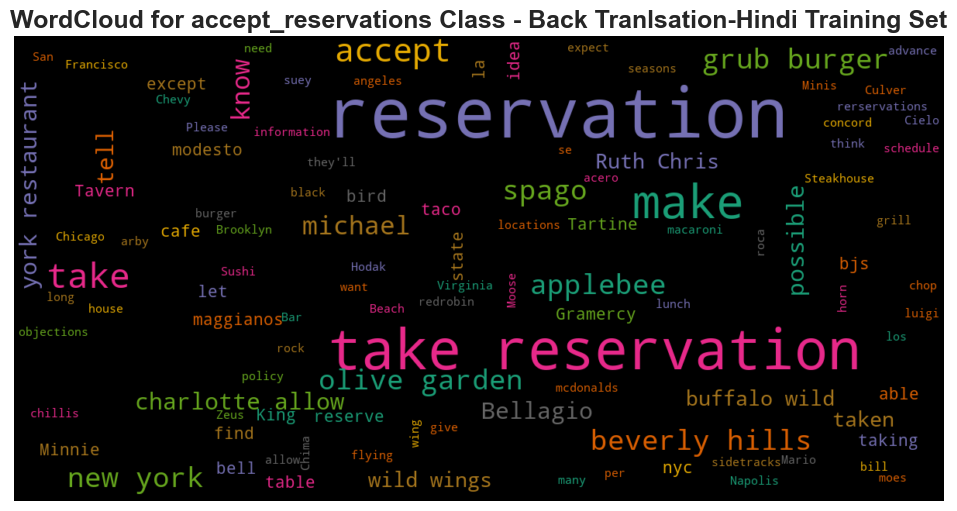 WordCloud for accept_reservations Class - Back Tranlsation-Hindi Training Set
San
Francisco
need
accept
la
idea
expect
grub burger
advance
except
know
suey
angeles
seasons
Minis
Culver
Chevy
reservation
rerservations
york restaurant
tell
Please
information
concord
Cielo
modesto
they'll
se
Ruth Chris
think
schedule
Tavern
black
bird
spago
acero
make
possible
Steakhouse
burger
taco
michael
locations
Tartine
macaroni
roca
grill
Chicago
arby
cafe
Brooklyn
state
take
Sushi
Hodak
bjs
long
let
want
Virginia
Moose
applebee
lunch
horn
chop
house
redrobin
objections
maggianos
Bar
Beach
Gramercy
luigi
rock
take reservation
los
policy
olive garden
mcdonalds
charlotte allow
able
chillis
Zeus
King
reserve
Bellagio
buffalo wild
taken
find
wing
give
Minnie
Chima
beverly hills
taking
bell
allow
flying
nyc
sidetracks
Mario
bill
new york
table
wild wings
many
per
Napolis
moes